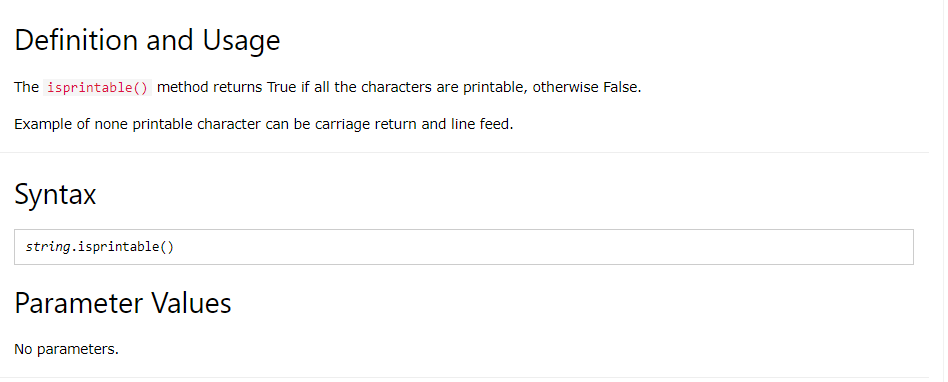 Definition and Usage
The isprintable() method returns True if all the characters are printable, otherwise False.
Example of none printable character can be carriage return and line feed.
Syntax
string.isprintable()
Parameter Values
No parameters.